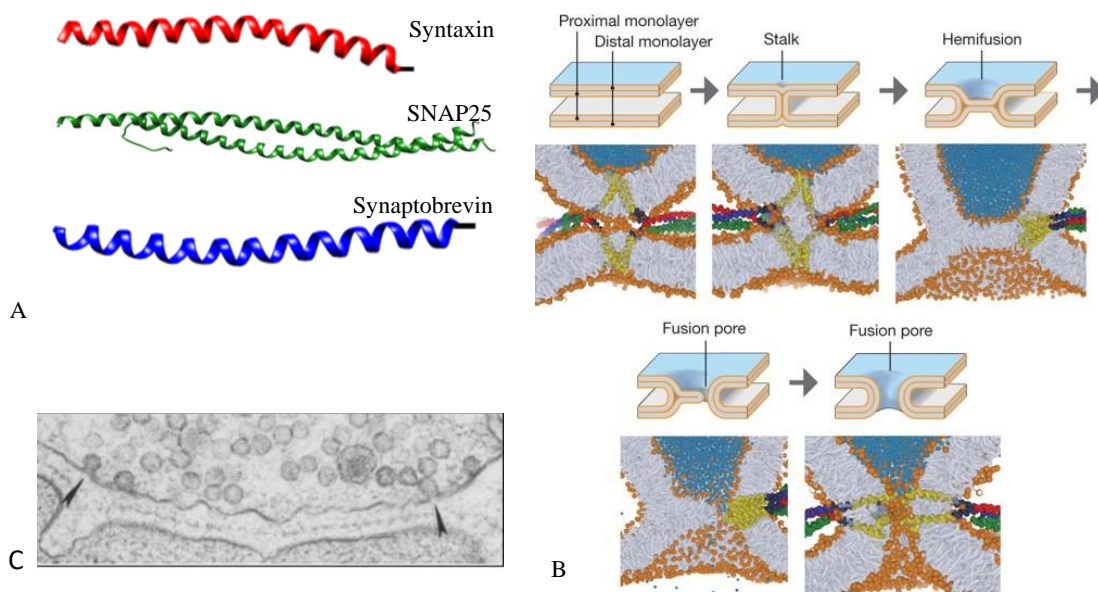 Syntaxin
SNAP25
Synaptobrevin
A
Proximal monolayer
Distal monolayer
Stalk
Hemifusion
Fusion pore
Fusion pore
B
C